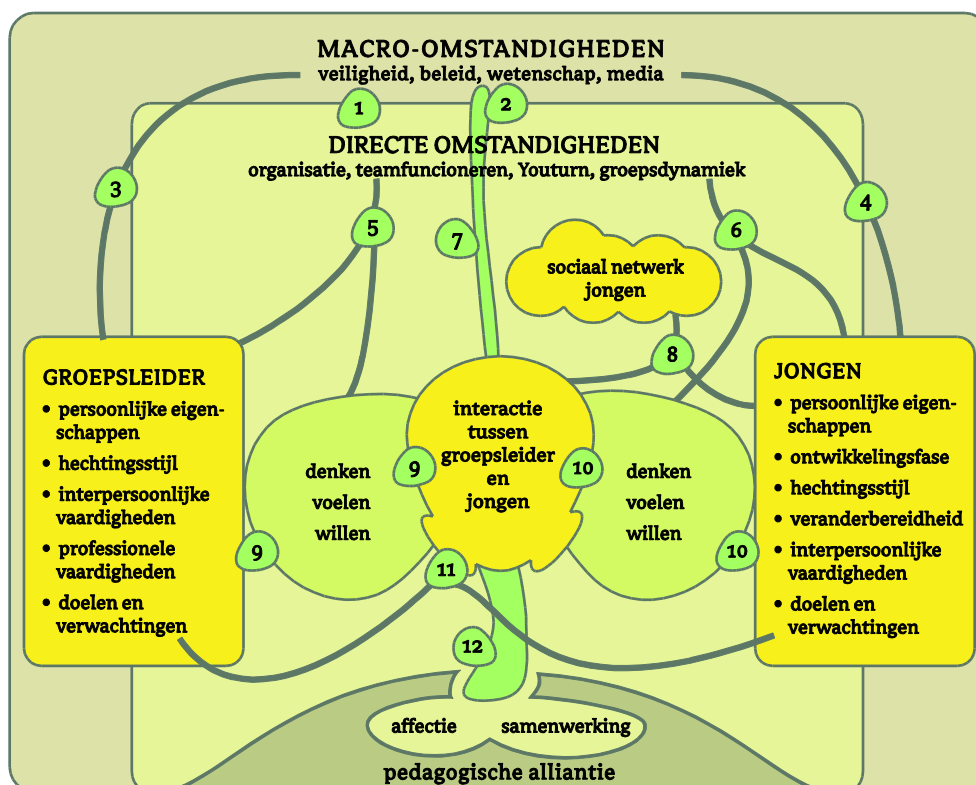 MACRO-OMSTANDIGHEDEN
veiligheid, beleid, wetenschap, media
1
2
DIRECTE OMSTANDIGHEDEN
organisatie, teamfuncioneren, Youturn, groepsdynamiek
3
4
5
6
7
sociaal netwerk
jongen
8
GROEPSLEIDER
• persoonlijke eigen-
schappen
• hechtingsstijl
• interpersoonlijke
vaardigheden
• professionele
vaardigheden
• doelen en
verwachtingen
denken
voelen
willen
9
9
interactie
tussen
groepsleider
en
jongen
10
10
denken
voelen
willen
JONGEN
• persoonlijke eigen-
schappen
• ontwikkelingsfase
• hechtingsstijl
• veranderbereidheid
• interpersoonlijke
vaardigheden
• doelen en
verwachtingen
11
12
affectie
samenwerking
pedagogische alliantie